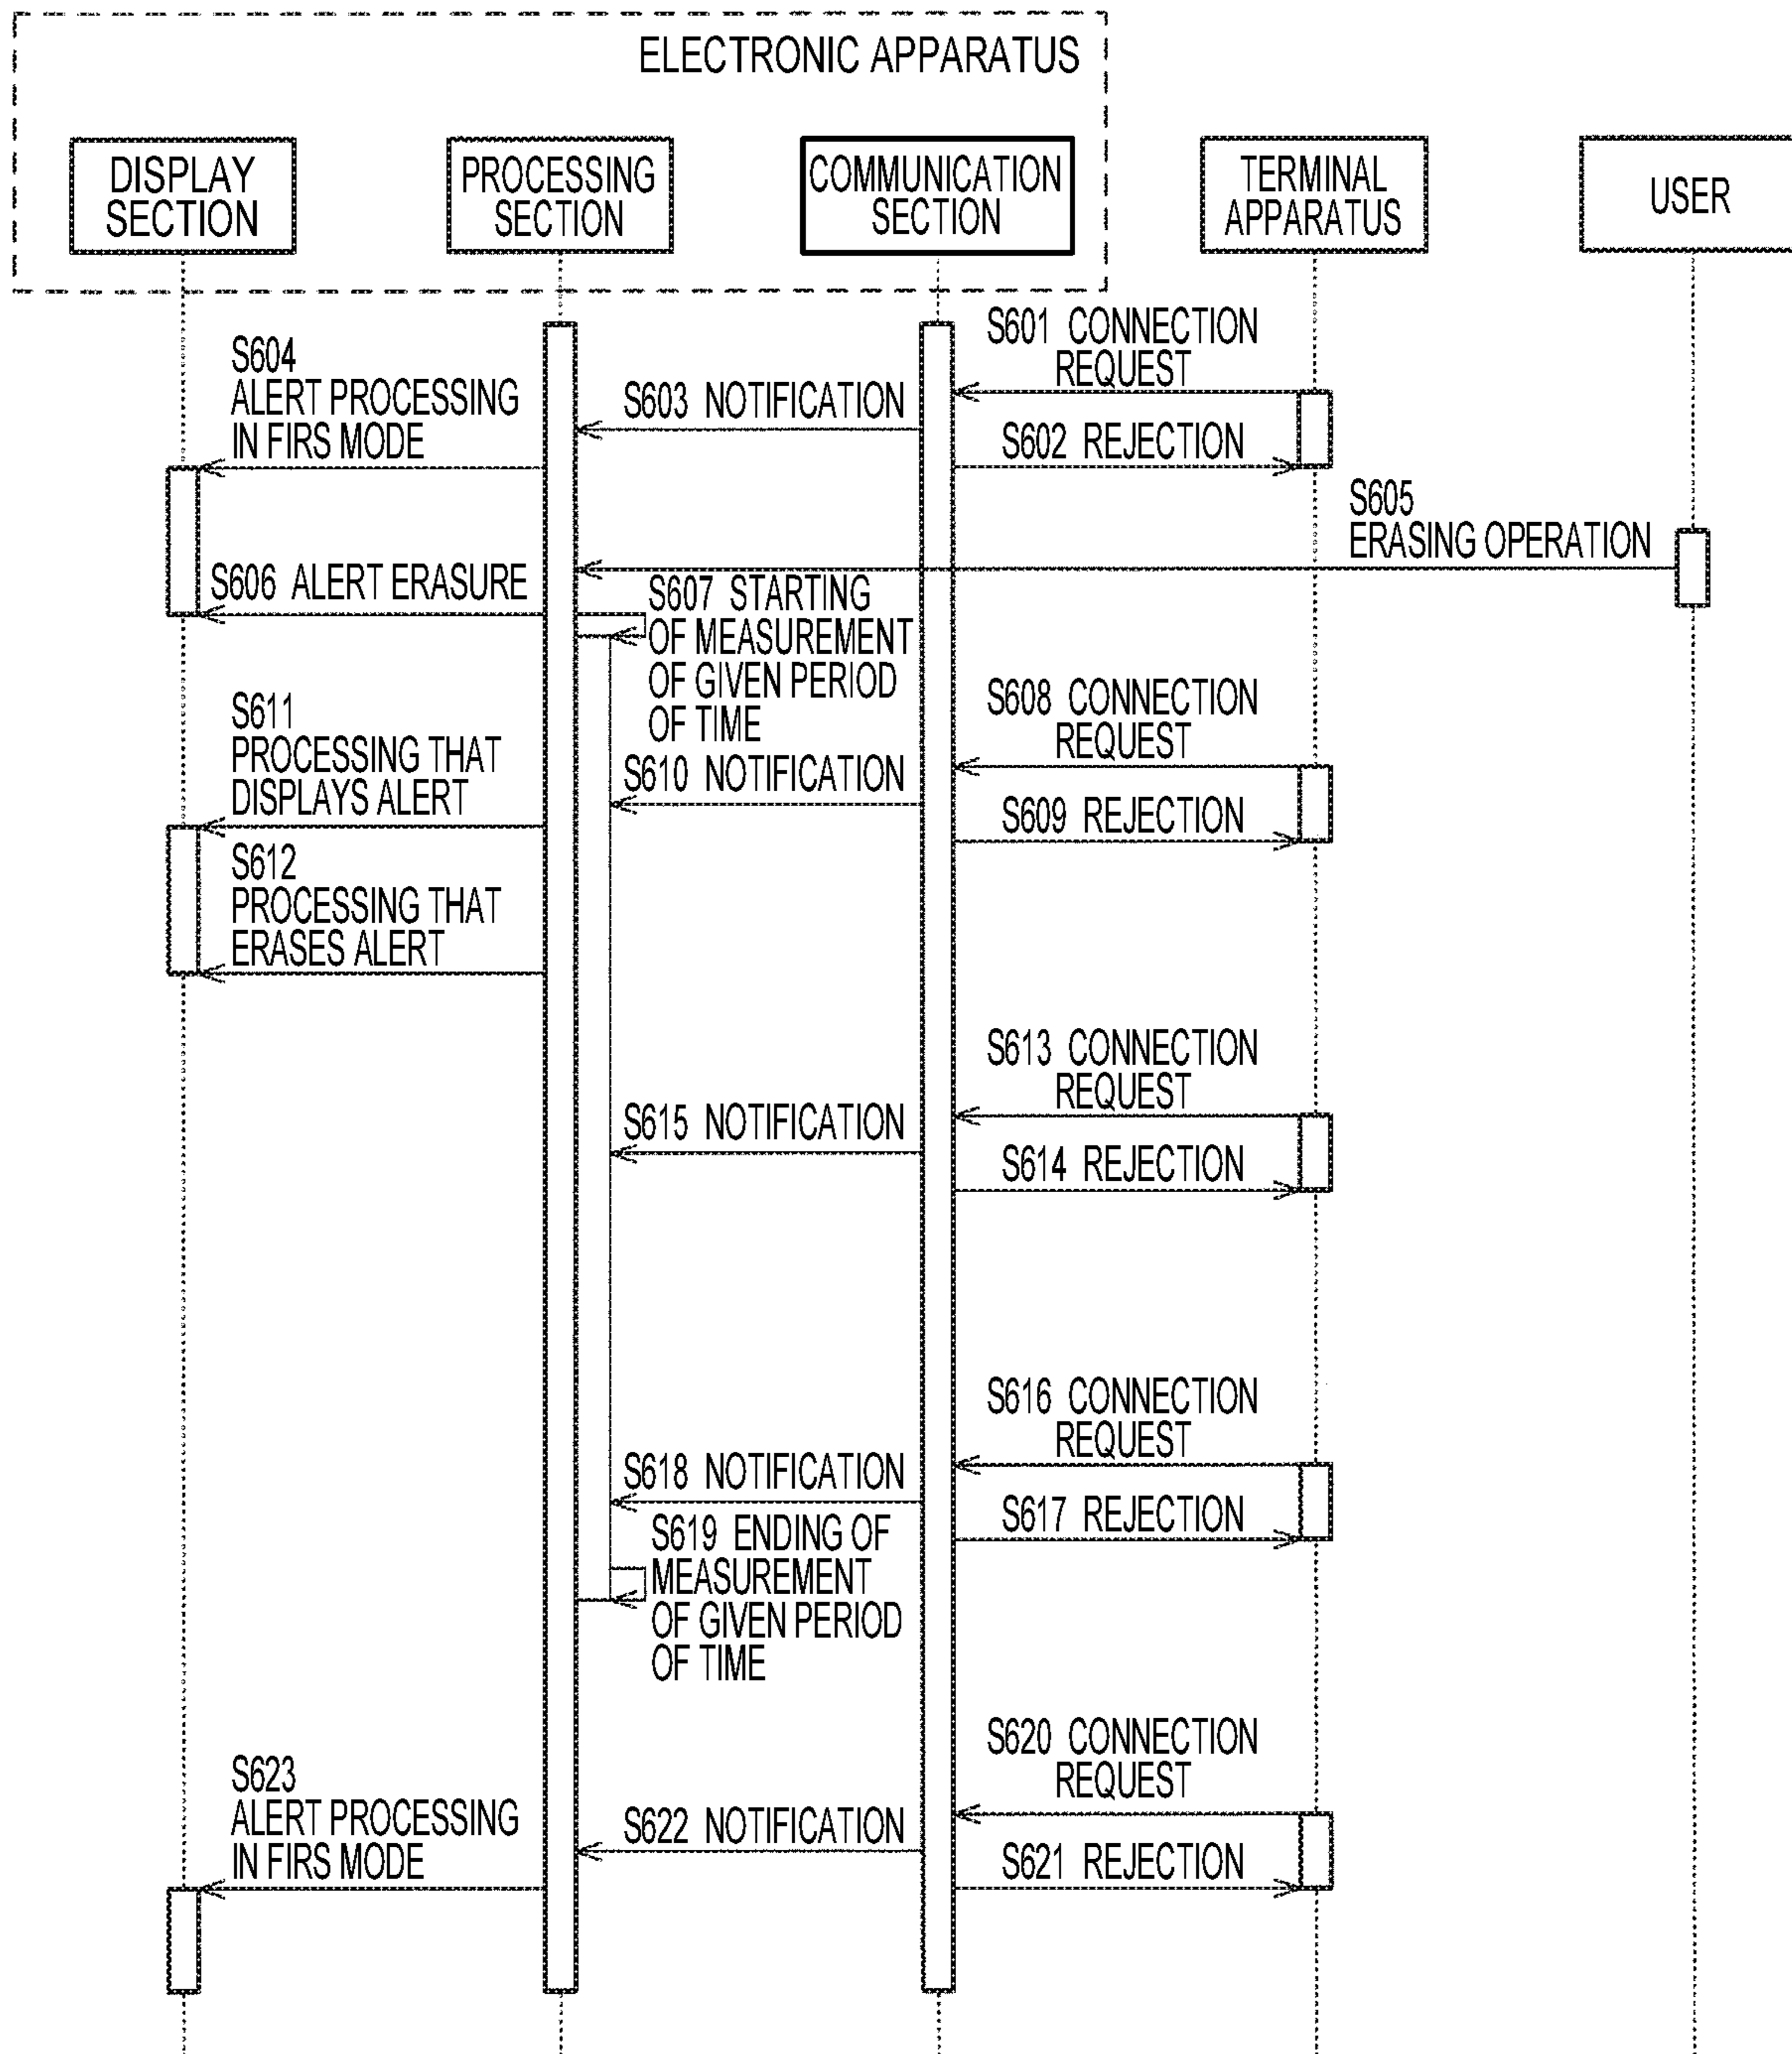 ELECTRONIC APPARATUS
DISPLAY
SECTION
PROCESSING
SECTION
COMMUNICATION
SECTION
TERMINAL
APPARATUS
USER
S601 CONNECTION
REQUEST
S604
ALERT PROCESSING
IN FIRS MODE
S603 NOTIFICATION
S602 REJECTION
S605
ERASING OPERATION
S606 ALERT ERASURE
S607 STARTING
OF MEASUREMENT
OF GIVEN PERIOD
OF TIME
S608 CONNECTION
REQUEST
S611
PROCESSING THAT
DISPLAYS ALERT
S610 NOTIFICATION
S609 REJECTION
S612
PROCESSING THAT
ERASES ALERT
S613 CONNECTION
REQUEST
S615 NOTIFICATION
S614 REJECTION
S616 CONNECTION
REQUEST
S618 NOTIFICATION
S617 REJECTION
S619 ENDING OF
MEASUREMENT
OF GIVEN PERIOD
OF TIME
S620 CONNECTION
REQUEST
S623
ALERT PROCESSING
IN FIRS MODE
S622 NOTIFICATION
S621 REJECTION